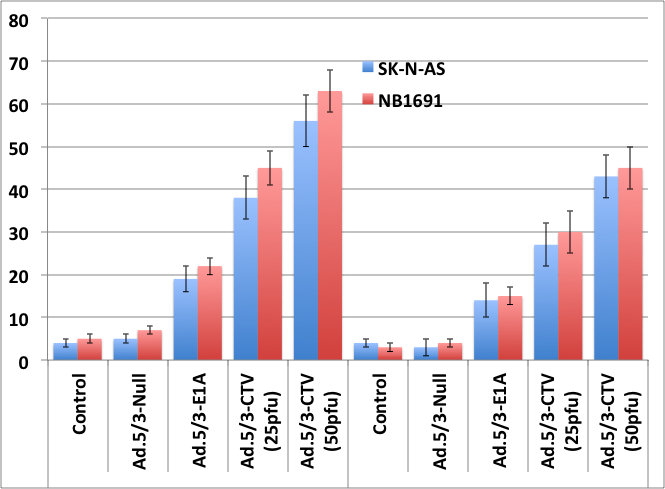 80
70
60
50
40
30
20
10
0
SK-N-AS
NB1691
Control
Ad.5/3-Null
Ad.5/3-E1A
Ad.5/3-CTV
(25pfu)
Ad.5/3-CTV
(50pfu)
Control
Ad.5/3-Null
Ad.5/3-E1A
Ad.5/3-CTV
(25pfu)
Ad.5/3-CTV
(50pfu)